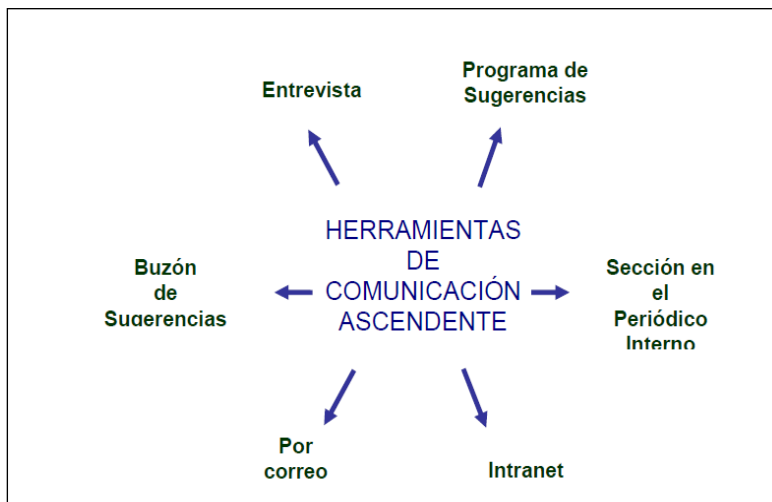 Entrevista
Programa de
Sugerencias
HERRAMIENTAS
DE
COMUNICACIÓN
ASCENDENTE
Buzón
de
Sugerencias
Sección en
el
Periódico
Interno
Por
correo
Intranet